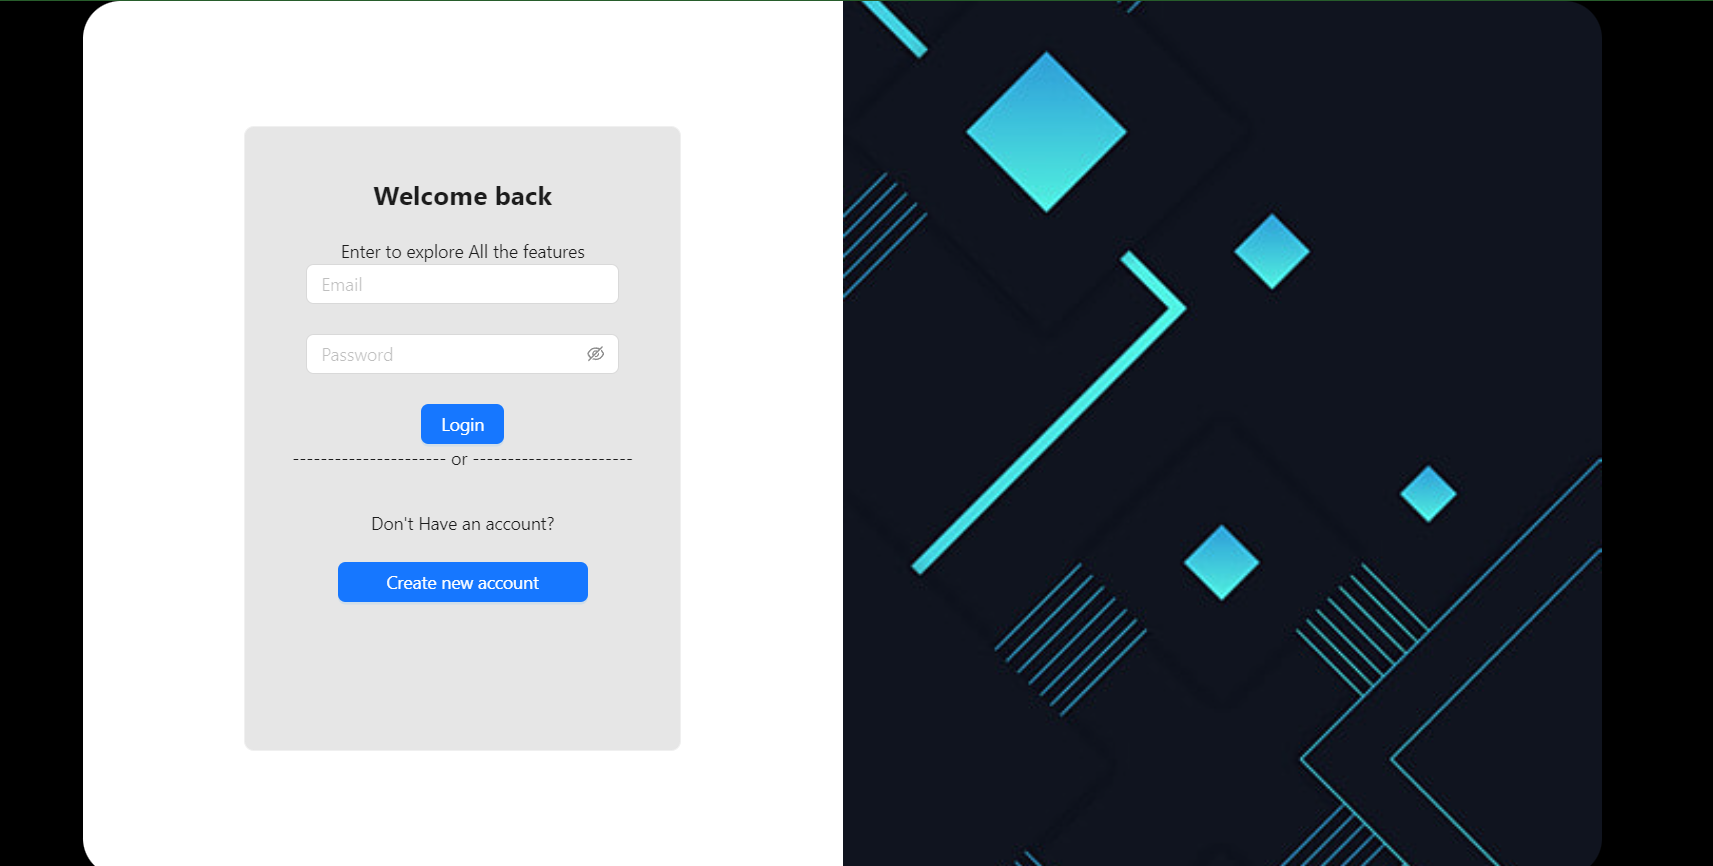 Welcome back
Enter to explore All the features
Email
Password
Login
---------------------- or -----------------------
Don't Have an account?
Create new account